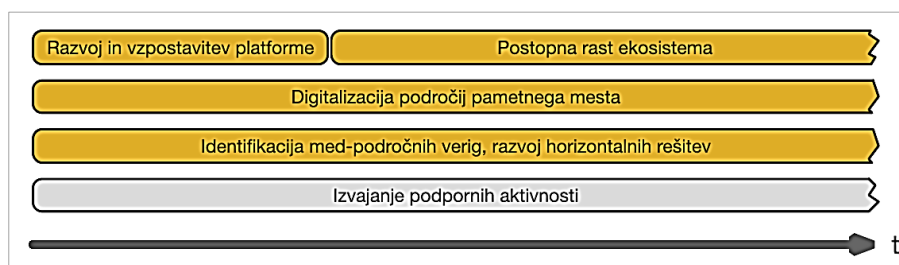 Razvoj in vzpostavitev platforme
Postopna rast ekosistema
Digitalizacija področij pametnega mesta
Identifikacija med-področnih verig, razvoj horizontalnih rešitev
Izvajanje podpornih aktivnosti
t